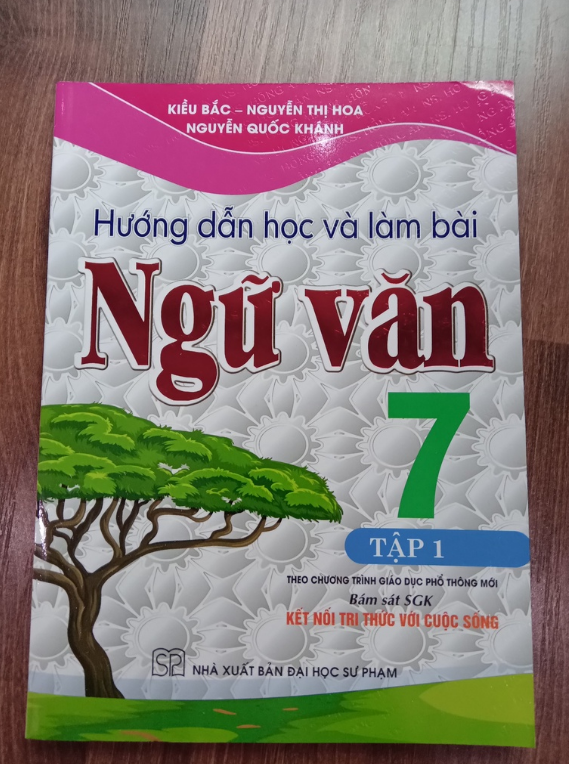 KIỀU BẮC – NGUYỄN THỊ HOA
NGUYỄN QUỐC KHÁNH
Hướng dẫn học và làm bài
Ngữ văn
7
TẬP 1
THEO CHƯƠNG TRÌNH GIÁO DỤC PHỔ THÔNG MỚI
Bám sát SGK
KẾT NỐI TRI THỨC VỚI CUỘC SỐNG
SP
NHÀ XUẤT BẢN ĐẠI HỌC SƯ PHẠM